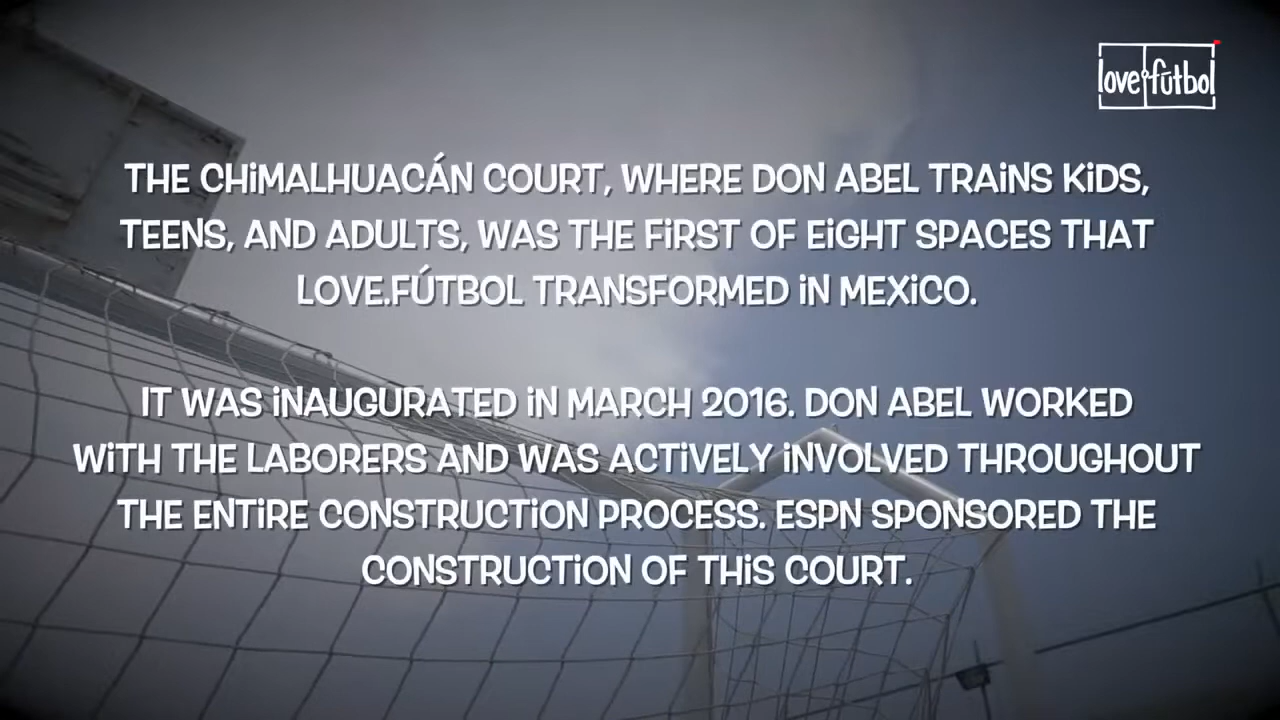 love.fútbol
THE CHIMALHUACÁN COURT, WHERE DON ABEL TRAINS KIDS,
TEENS, AND ADULTS, WAS THE FIRST OF EIGHT SPACES THAT
LOVE.FÚTBOL TRANSFORMED IN MEXICO.
IT WAS INAUGURATED IN MARCH 2016. DON ABEL WORKED
WITH THE LABORERS AND WAS ACTIVELY INVOLVED THROUGHOUT
THE ENTIRE CONSTRUCTION PROCESS. ESPN SPONSORED THE
CONSTRUCTION OF THIS COURT.